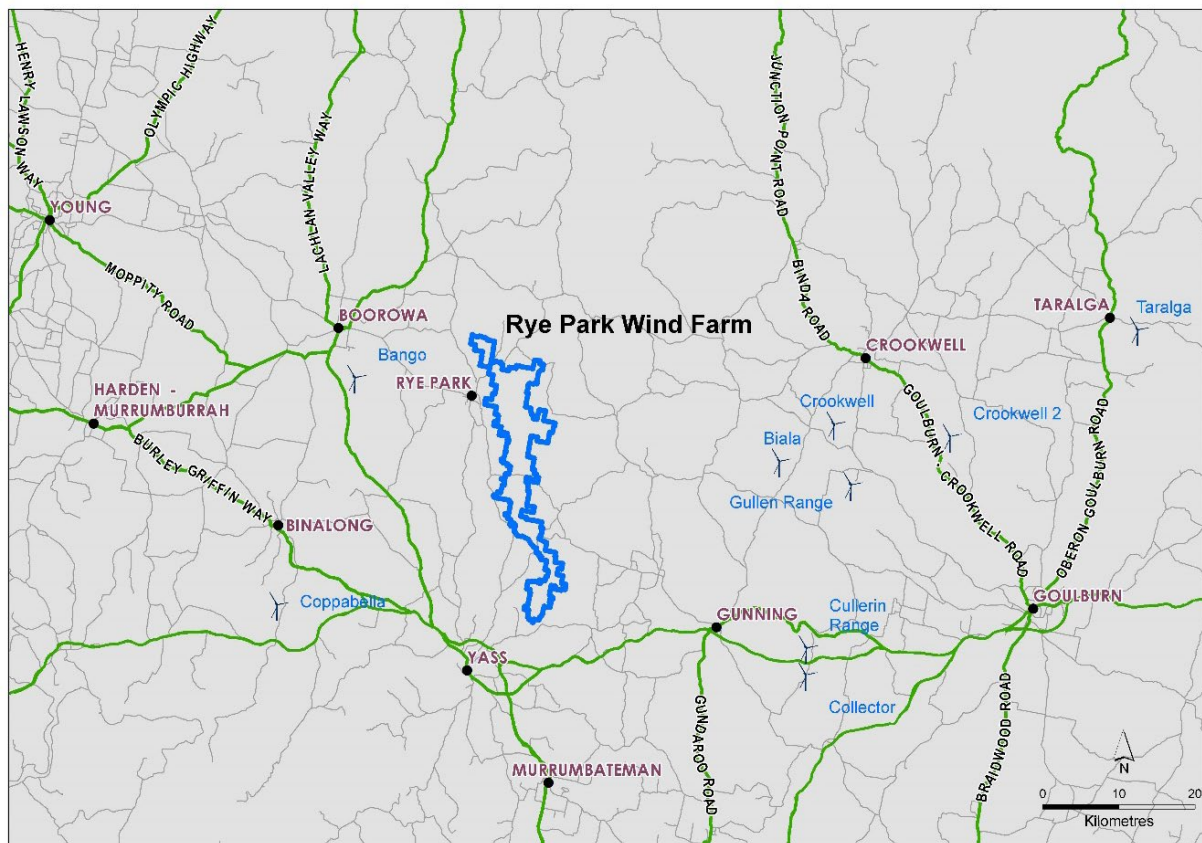 HENRY LAWSON WAY
OLYMPIC HIGHWAY
LACHLAN VALLEY WAY
JUNCTION POINT ROAD
YOUNG
MOPPITY ROAD
BINDA ROAD
BOOROWA
Rye Park Wind Farm
TARALGA
Taralga
Bango
CROOKWELL
HARDEN -
MURRUMBURRAH
RYE PARK
Crookwell
GOULBURN - CROOKWELL ROAD
Crookwell 2
OBERON GOULBURN ROAD
Biala
Gullen Range
BURLEY GRIFFIN WAY
BINALONG
Coppabella
GUNNING
Cullerin
Range
GOULBURN
YASS
Collector
GUNDAROO ROAD
BRAIDWOOD ROAD
MURRUMBATEMAN
N
0 10 20
Kilometres